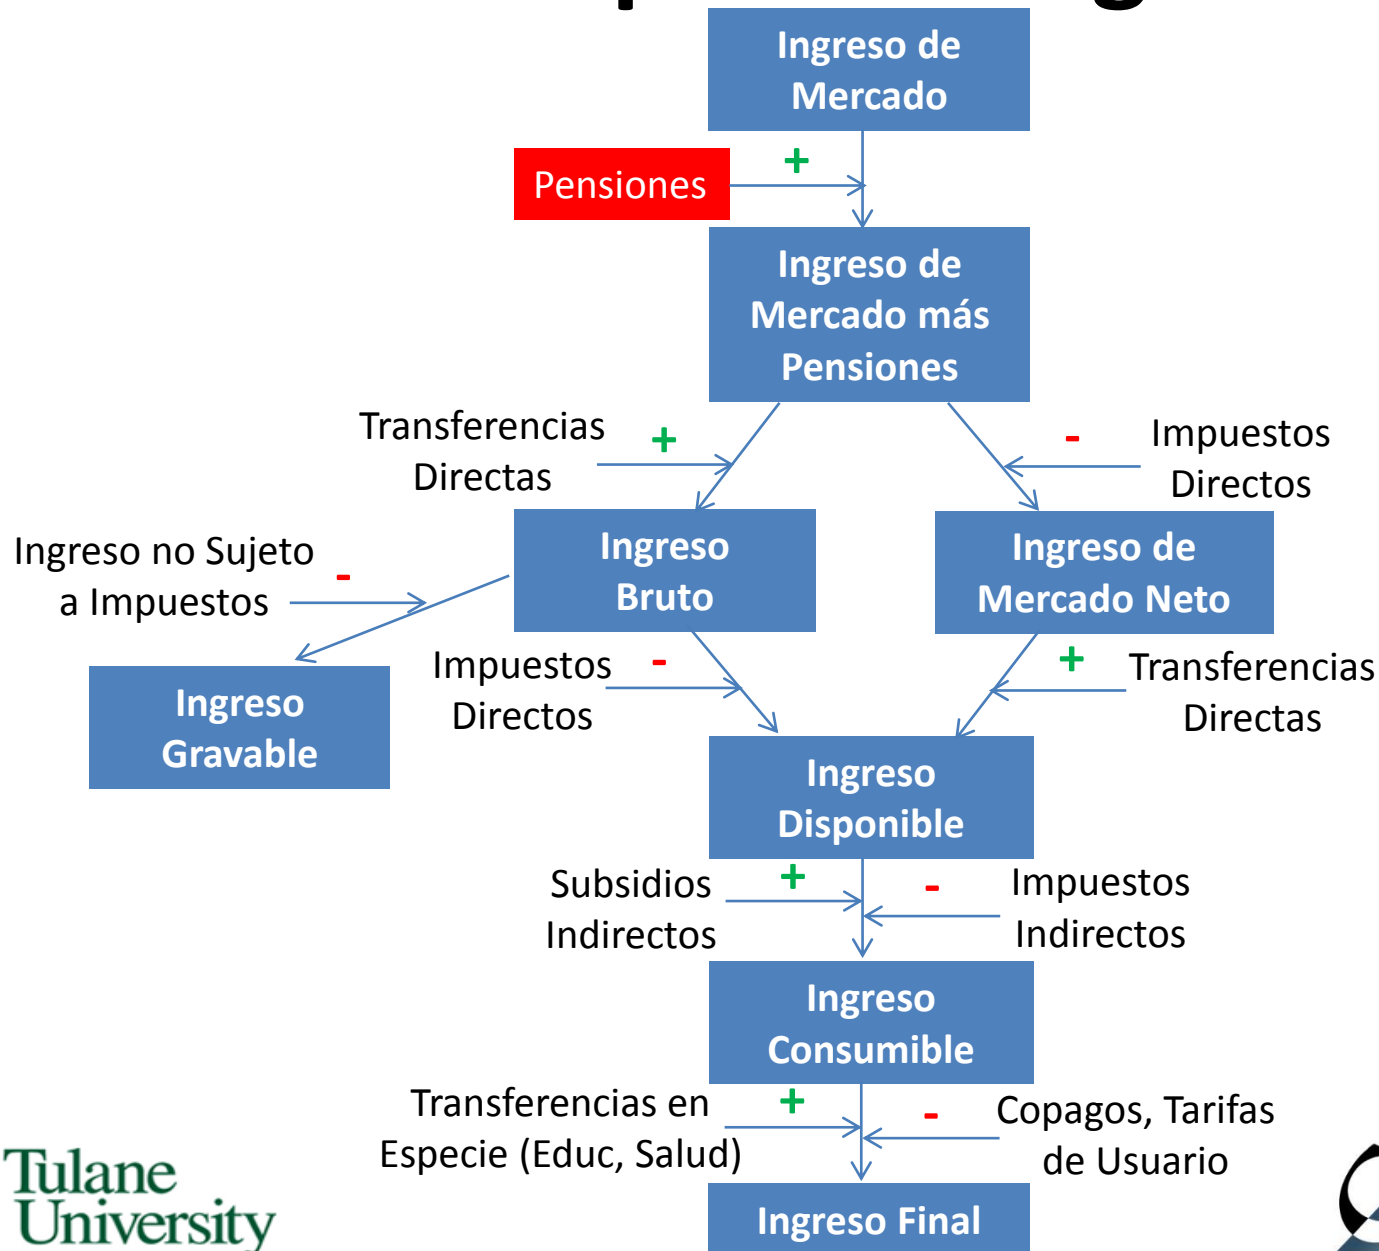 Ingreso de
Mercado
+
Pensiones
Ingreso de
Mercado más
Pensiones
Transferencias
Directas
+
-
Impuestos
Directos
Ingreso no Sujeto
a Impuestos
-
Ingreso
Bruto
Ingreso de
Mercado Neto
Ingreso
Gravable
Impuestos
Directos
-
+
Transferencias
Directas
Ingreso
Disponible
Subsidios
Indirectos
+
-
Impuestos
Indirectos
Ingreso
Consumible
Transferencias en
Especie (Educ, Salud)
+
-
Copagos, Tarifas
de Usuario
Ingreso Final
Tulane
University